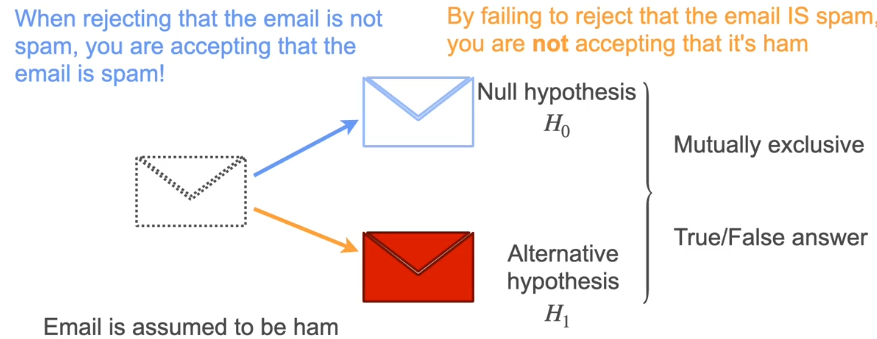 When rejecting that the email is not
spam, you are accepting that the
email is spam!
By failing to reject that the email IS spam,
you are not accepting that it's ham
Null hypothesis
H₀
Mutually exclusive
True/False answer
Alternative
hypothesis
H₁
Email is assumed to be ham